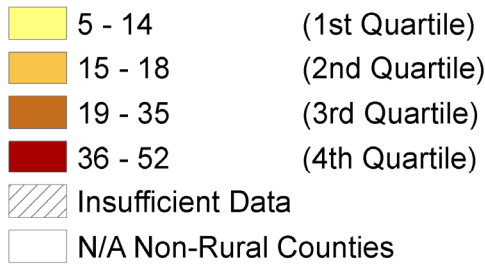 5 - 14 (1st Quartile)
15 - 18 (2nd Quartile)
19 - 35 (3rd Quartile)
36 - 52 (4th Quartile)
Insufficient Data
N/A Non-Rural Counties